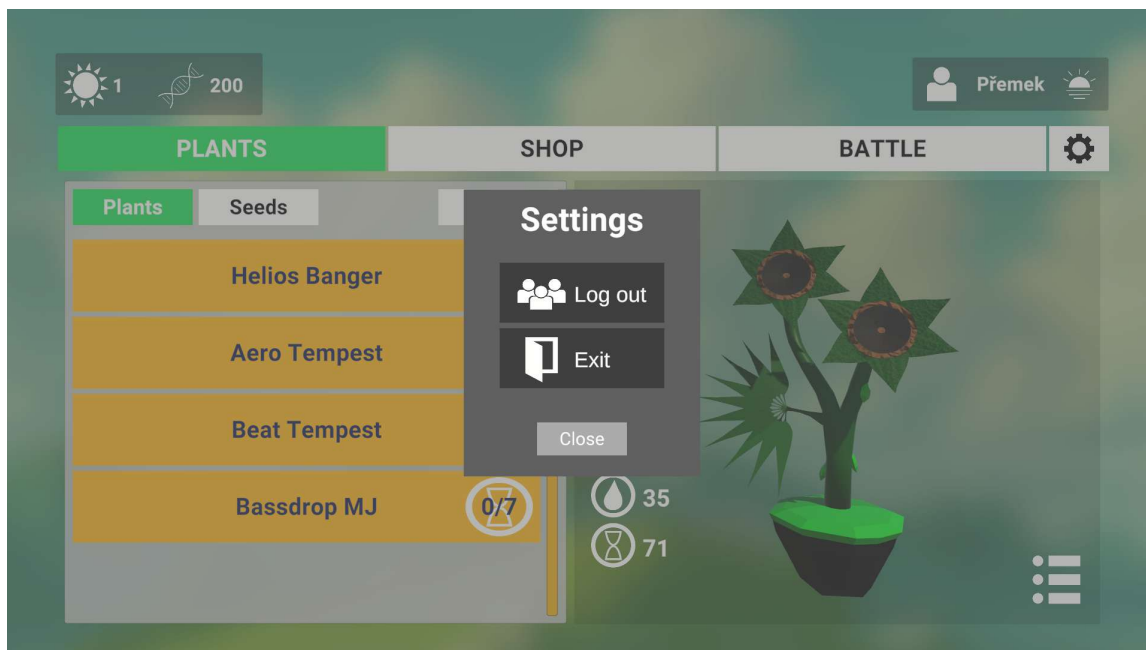 1
200
Přemek
PLANTS
SHOP
BATTLE
Plants
Seeds
Settings
Helios Banger
Log out
Aero Tempest
Exit
Beat Tempest
Close
Bassdrop MJ
0/7
35
71